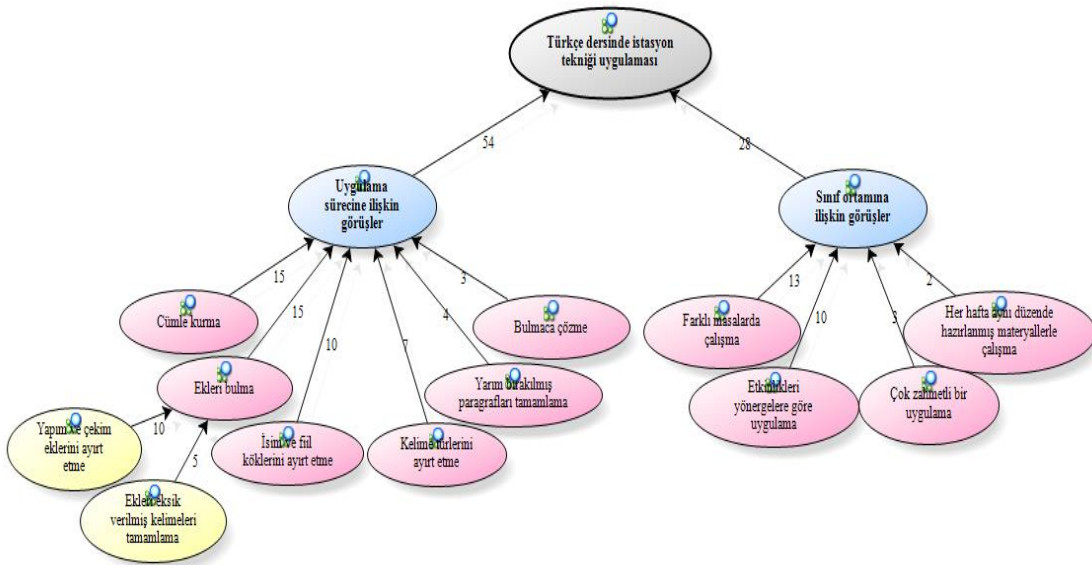 Türkçe dersinde istasyon
tekniği uygulaması
54
28
Uygulama
sürecine ilişkin
görüşler
Sınıf ortamına
ilişkin görüşler
15
15
10
7
4
3
13
10
3
2
Cümle kurma
Ekleri bulma
İsim ve fiil
köklerini ayırt etme
Kelime türlerini
ayırt etme
Yarım bırakılmış
paragrafları tamamlama
Bulmaca çözme
Farklı masalarda
çalışma
Etkinlikleri
yönergelere göre
uygulama
Çok zahmetli bir
uygulama
Her hafta aynı düzende
hazırlanmış materyallerle
çalışma
10
5
Yapım ve çekim
eklerini ayırt
etme
Ekleri eksik
verilmiş kelimeleri
tamamlama